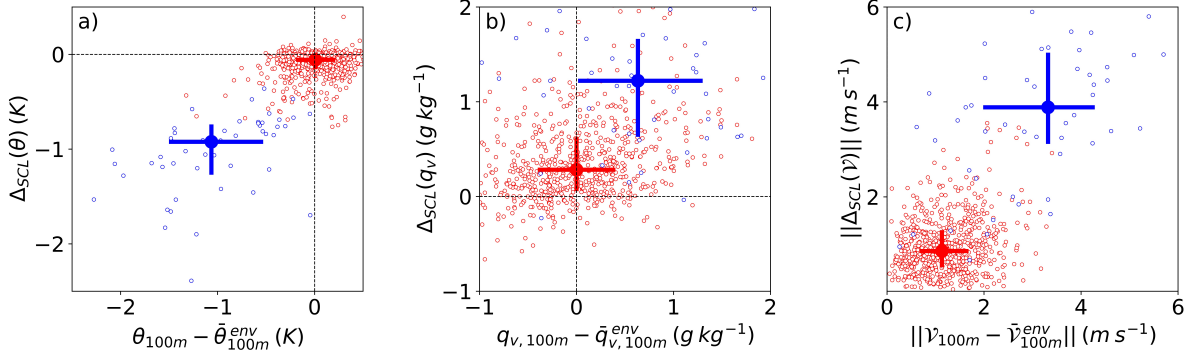 a)
0
−1
−2
Δ_SCL(θ) (K)
−2
−1
0
θ_100m − θ̄^env_100m (K)
b)
2
1
0
−1
Δ_SCL(q_v) (g kg⁻¹)
−1
0
1
2
q_v, 100m − q̄^env_v, 100m (g kg⁻¹)
c)
6
4
2
||Δ_SCL(𝒱)|| (m s⁻¹)
0
2
4
6
||𝒱_100m − 𝒱̄^env_100m|| (m s⁻¹)